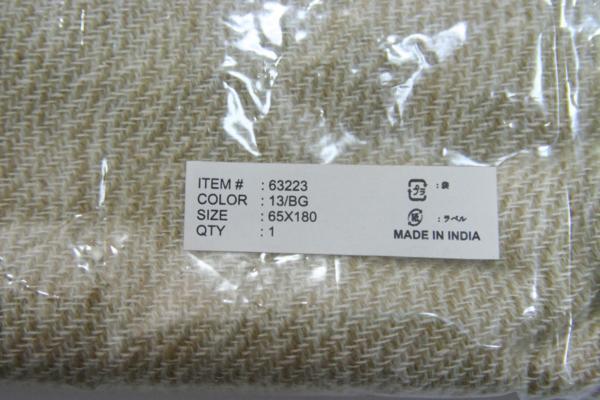 ITEM # : 63223
COLOR : 13/BG
SIZE : 65X180
QTY : 1
プラ : 袋
紙 : ラベル
MADE IN INDIA